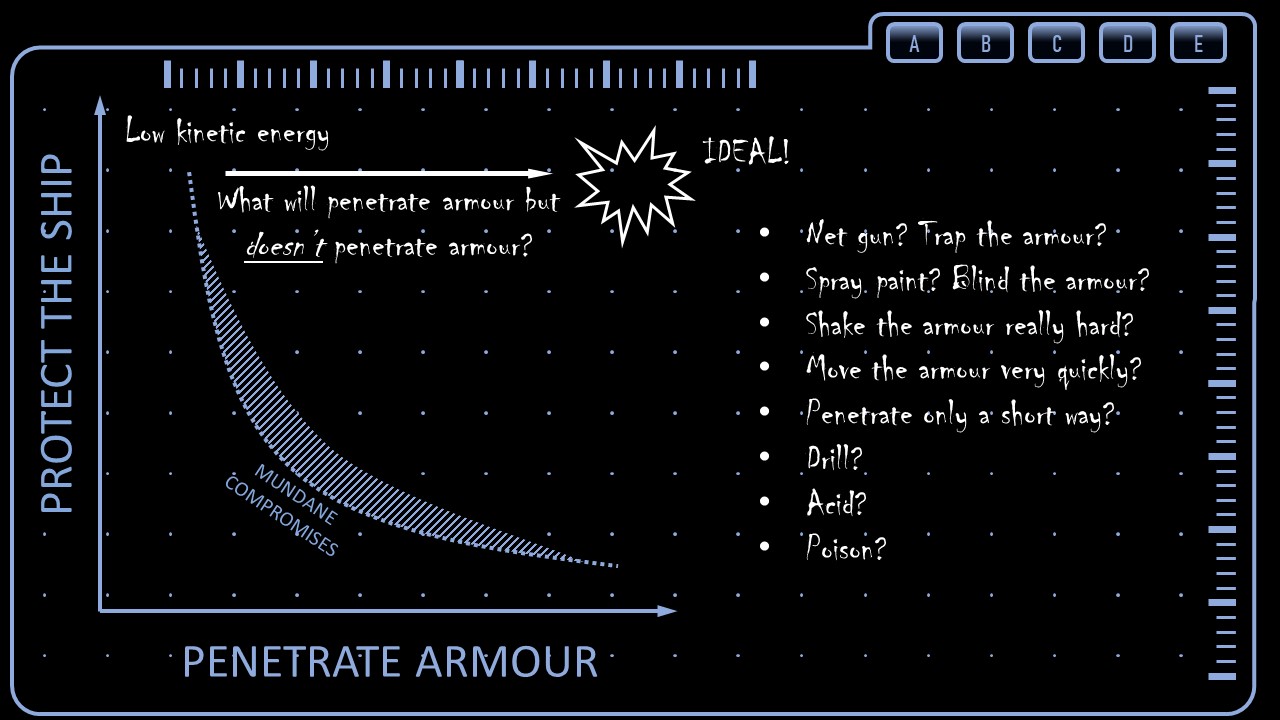 A B C D E
Low kinetic energy
IDEAL!
What will penetrate armour but
doesn't penetrate armour?
• Net gun? Trap the armour?
• Spray paint? Blind the armour?
• Shake the armour really hard?
• Move the armour very quickly?
• Penetrate only a short way?
• Drill?
• Acid?
• Poison?
PROTECT THE SHIP
MUNDANE
COMPROMISES
PENETRATE ARMOUR